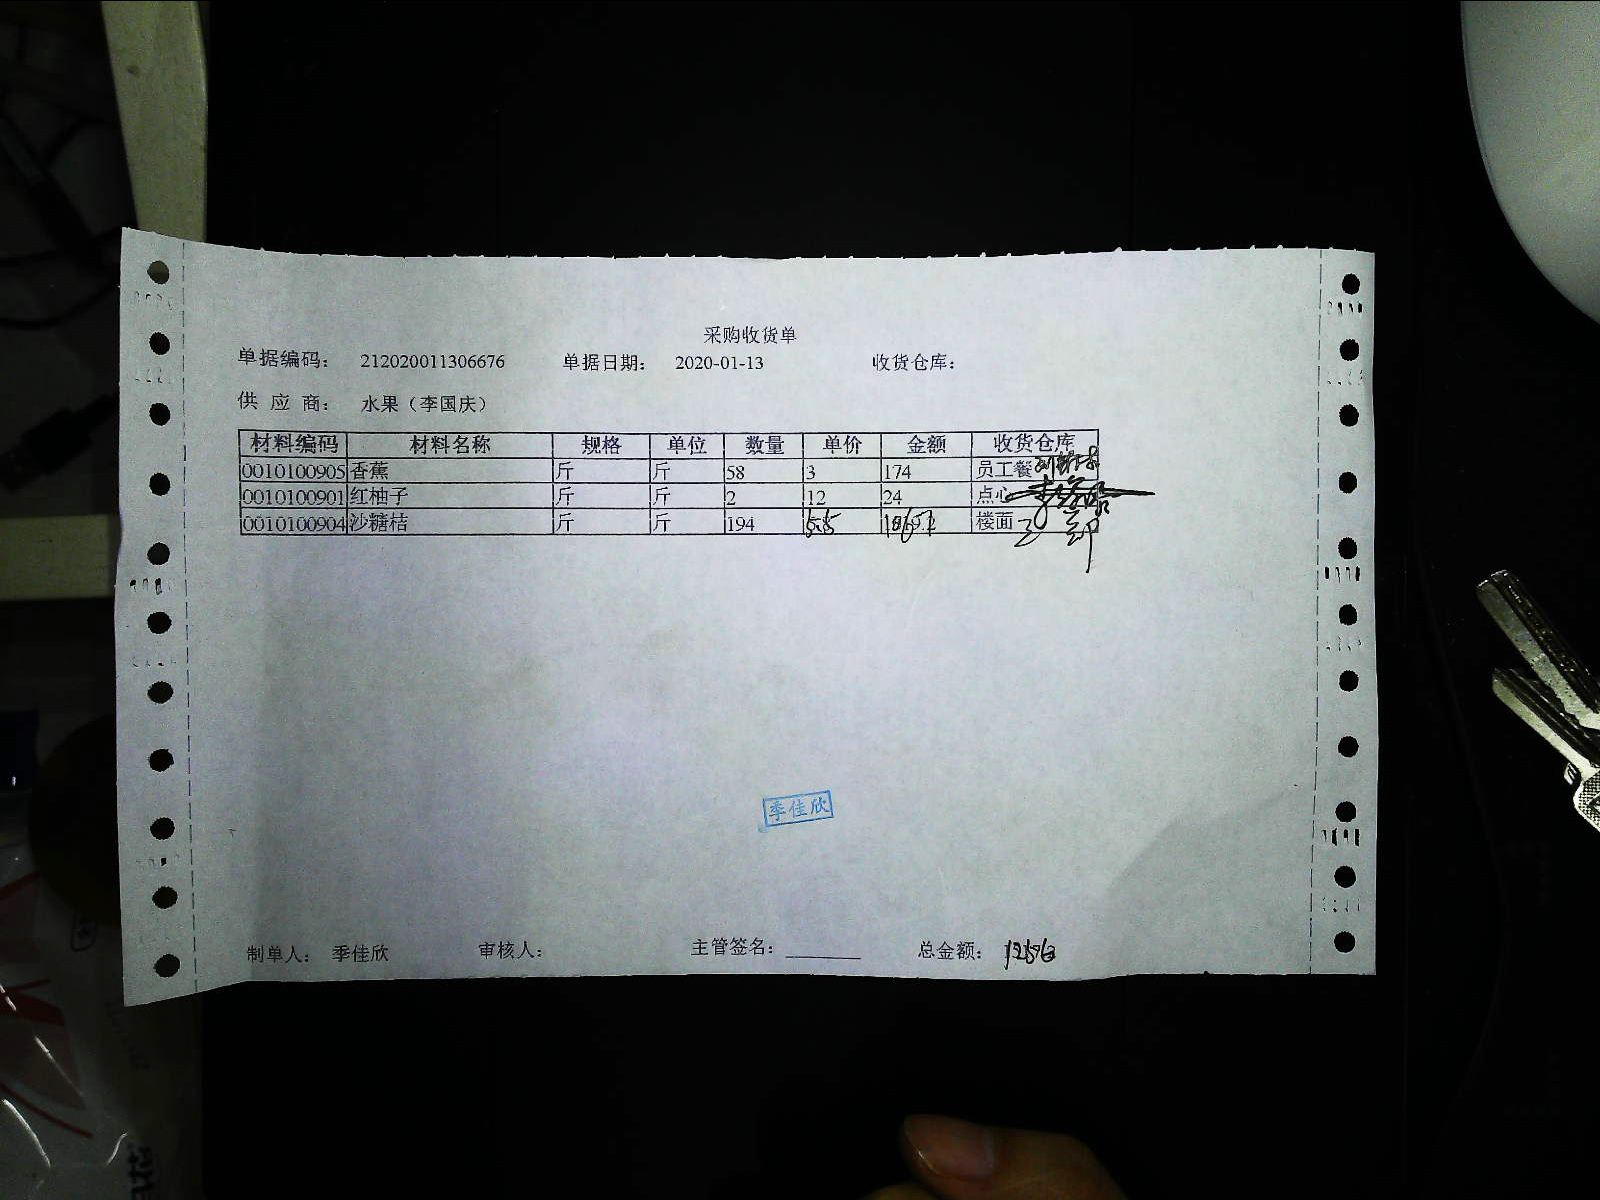 采购收货单
单据编码： 212020011306676 单据日期： 2020-01-13 收货仓库：
供 应 商： 水果（李国庆）
材料编码 材料名称 规格 单位 数量 单价 金额 收货仓库
0010100905 香蕉 斤 斤 58 3 174 员工餐
0010100901 红柚子 斤 斤 2 12 24 点心
0010100904 沙糖桔 斤 斤 194 楼面
季佳欣
制单人： 季佳欣 审核人： 主管签名： 总金额：